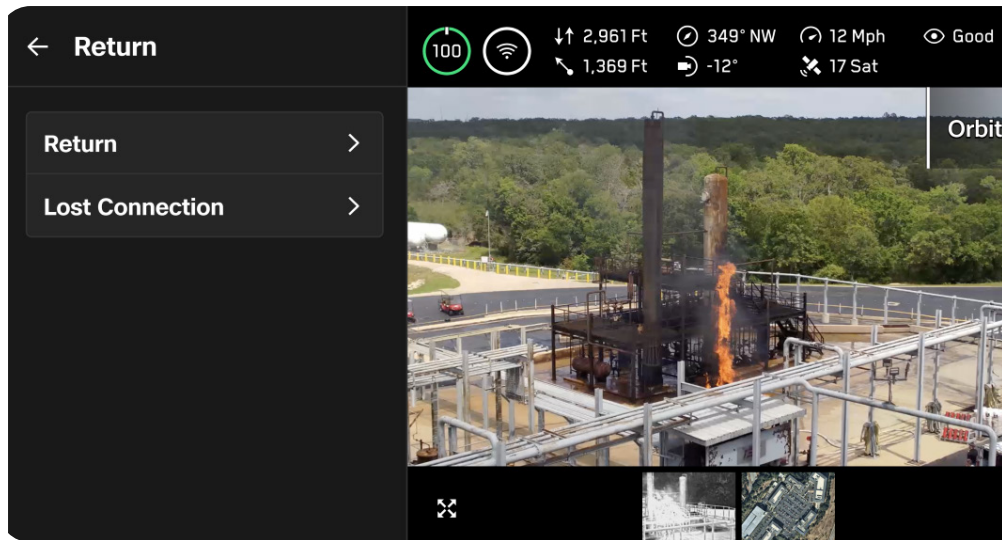 Return
Return
Lost Connection
100
2,961 Ft
349° NW
12 Mph
Good
1,369 Ft
-12°
17 Sat
Orbit